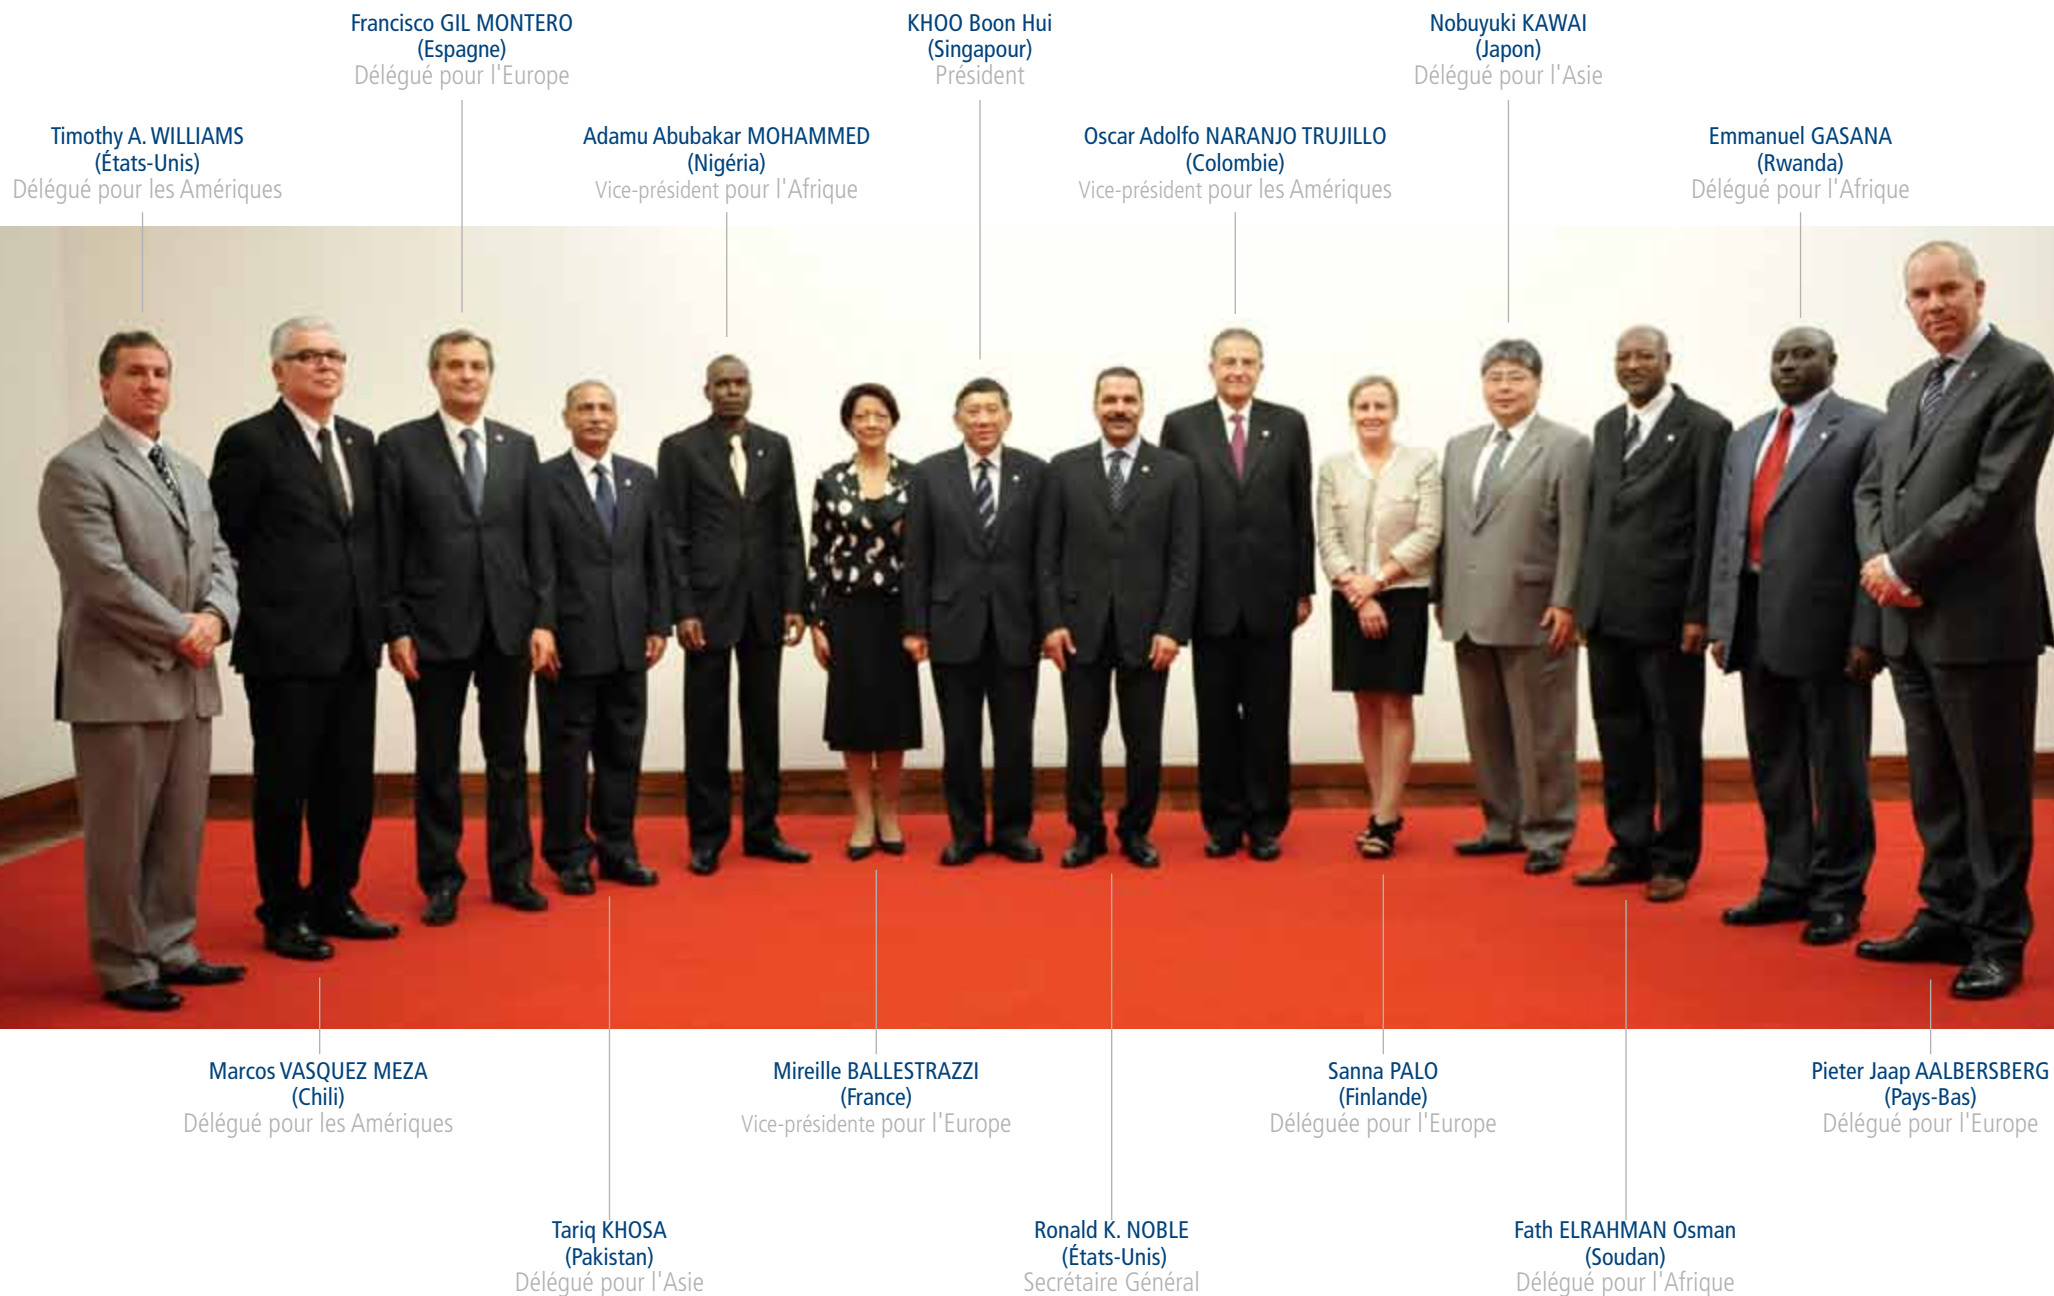 Francisco GIL MONTERO
(Espagne)
Délégué pour l'Europe
KHOO Boon Hui
(Singapour)
Président
Nobuyuki KAWAI
(Japon)
Délégué pour l'Asie
Timothy A. WILLIAMS
(États-Unis)
Délégué pour les Amériques
Adamu Abubakar MOHAMMED
(Nigéria)
Vice-président pour l'Afrique
Oscar Adolfo NARANJO TRUJILLO
(Colombie)
Vice-président pour les Amériques
Emmanuel GASANA
(Rwanda)
Délégué pour l'Afrique
Marcos VASQUEZ MEZA
(Chili)
Délégué pour les Amériques
Mireille BALLESTRAZZI
(France)
Vice-présidente pour l'Europe
Sanna PALO
(Finlande)
Déléguée pour l'Europe
Pieter Jaap AALBERSBERG
(Pays-Bas)
Délégué pour l'Europe
Tariq KHOSA
(Pakistan)
Délégué pour l'Asie
Ronald K. NOBLE
(États-Unis)
Secrétaire Général
Fath ELRAHMAN Osman
(Soudan)
Délégué pour l'Afrique